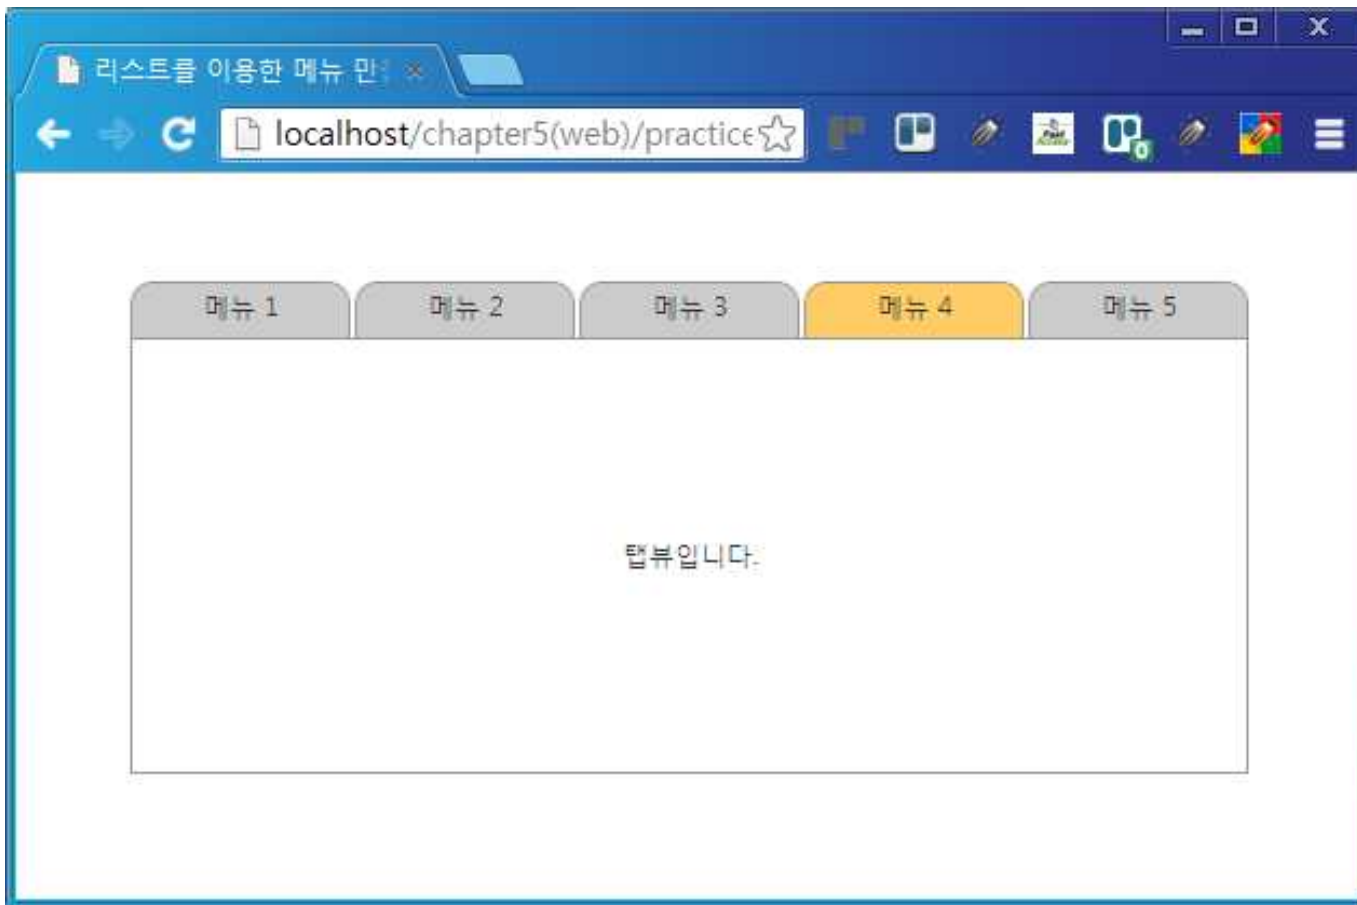 리스트를 이용한 메뉴 만
localhost/chapter5(web)/practice
메뉴 1 메뉴 2 메뉴 3 메뉴 4 메뉴 5
탭뷰입니다.